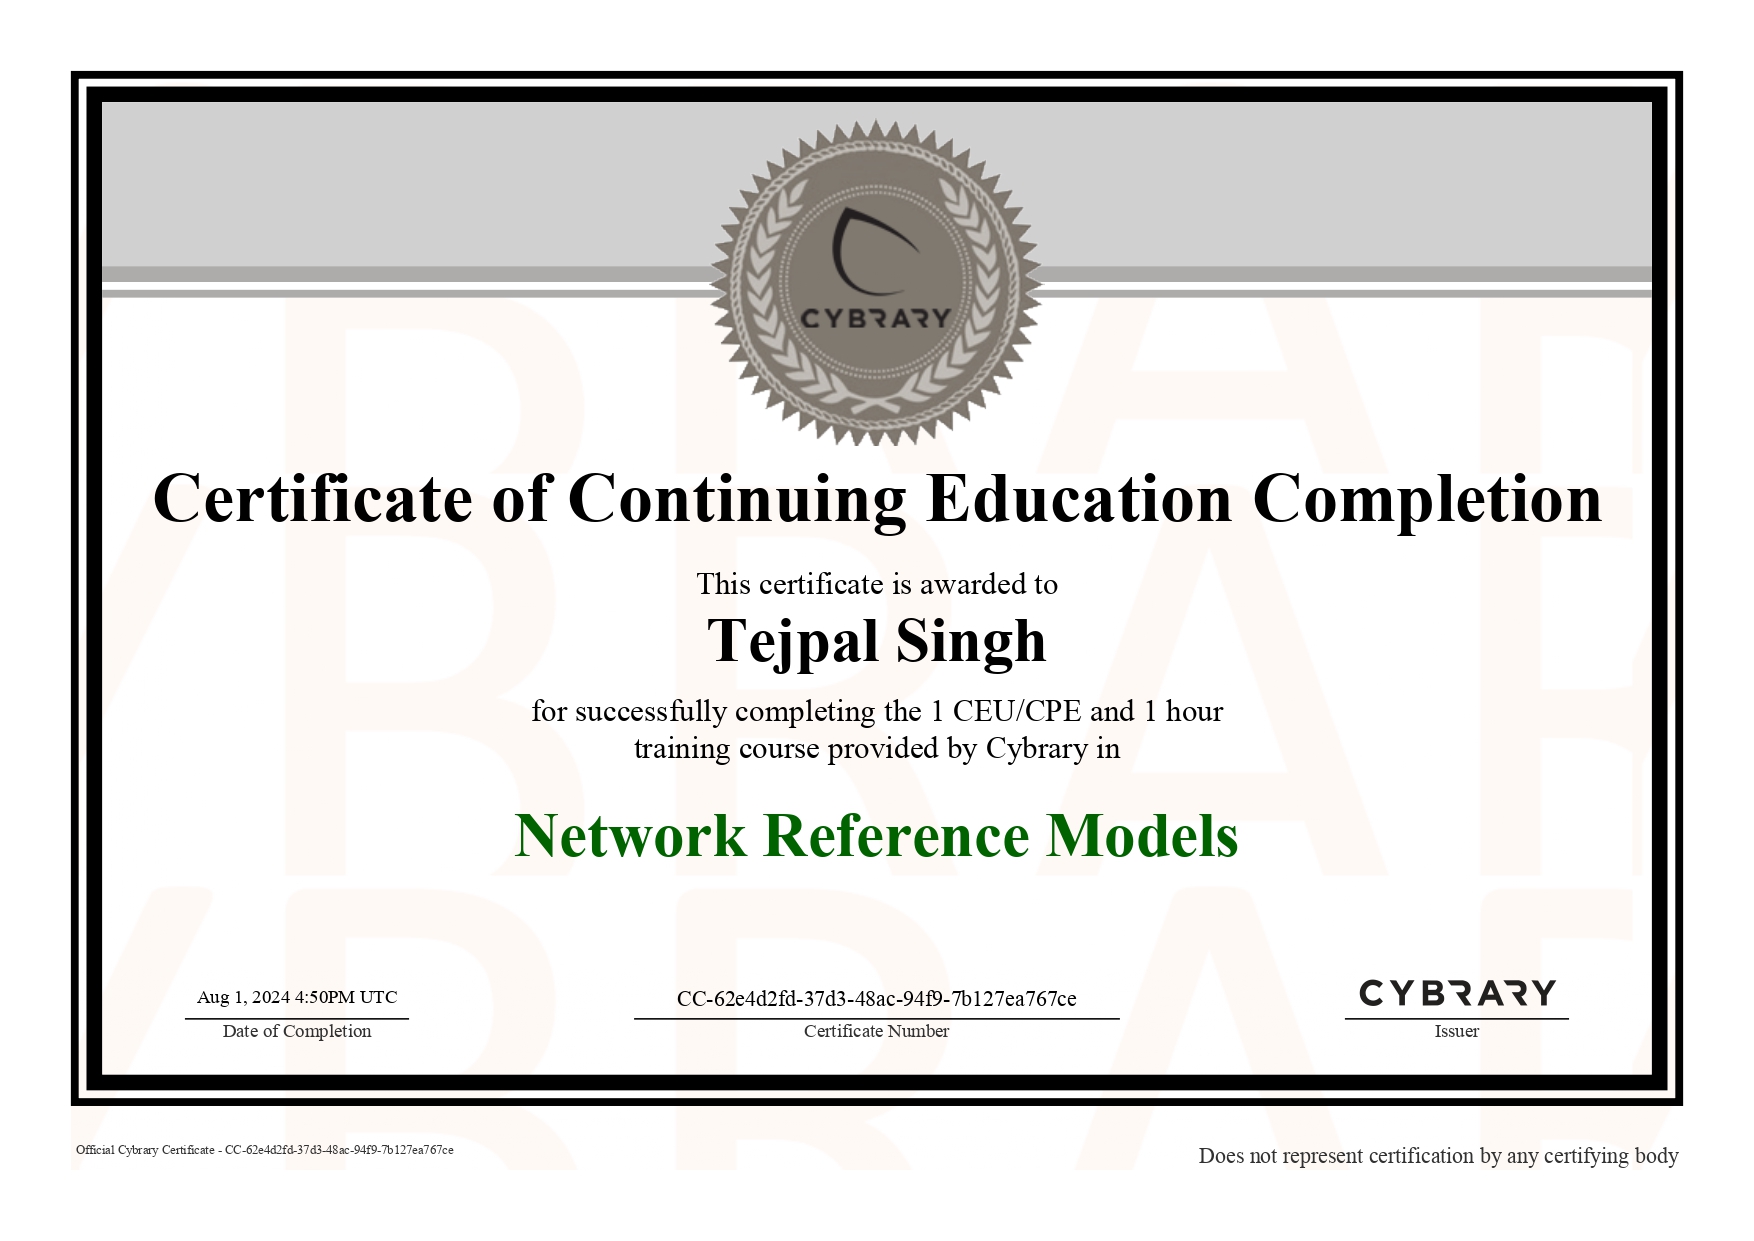 CYBRARY
Certificate of Continuing Education Completion
This certificate is awarded to
Tejpal Singh
for successfully completing the 1 CEU/CPE and 1 hour
training course provided by Cybrary in
Network Reference Models
Aug 1, 2024 4:50PM UTC
Date of Completion
CC-62e4d2fd-37d3-48ac-94f9-7b127ea767ce
Certificate Number
CYBRARY
Issuer
Official Cybrary Certificate - CC-62e4d2fd-37d3-48ac-94f9-7b127ea767ce
Does not represent certification by any certifying body